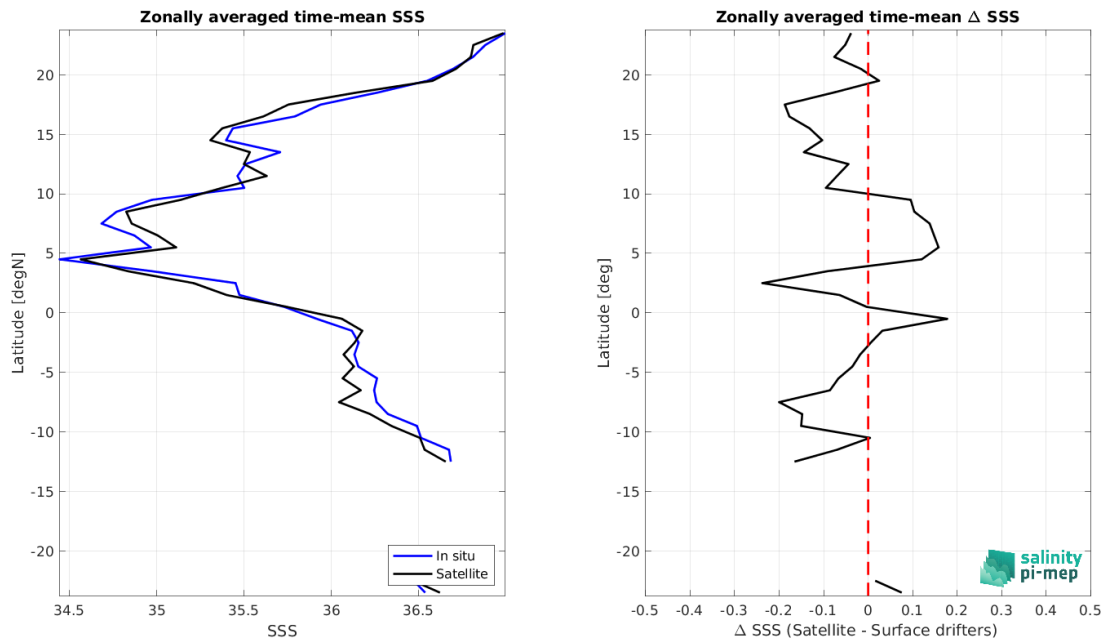 Zonally averaged time-mean SSS
20
15
10
5
0
-5
-10
-15
-20
Latitude [degN]
34.5 35 35.5 36 36.5
SSS
In situ
Satellite
Zonally averaged time-mean Δ SSS
20
15
10
5
0
-5
-10
-15
-20
Latitude [deg]
-0.5 -0.4 -0.3 -0.2 -0.1 0 0.1 0.2 0.3 0.4 0.5
Δ SSS (Satellite - Surface drifters)
salinity
pi-mep